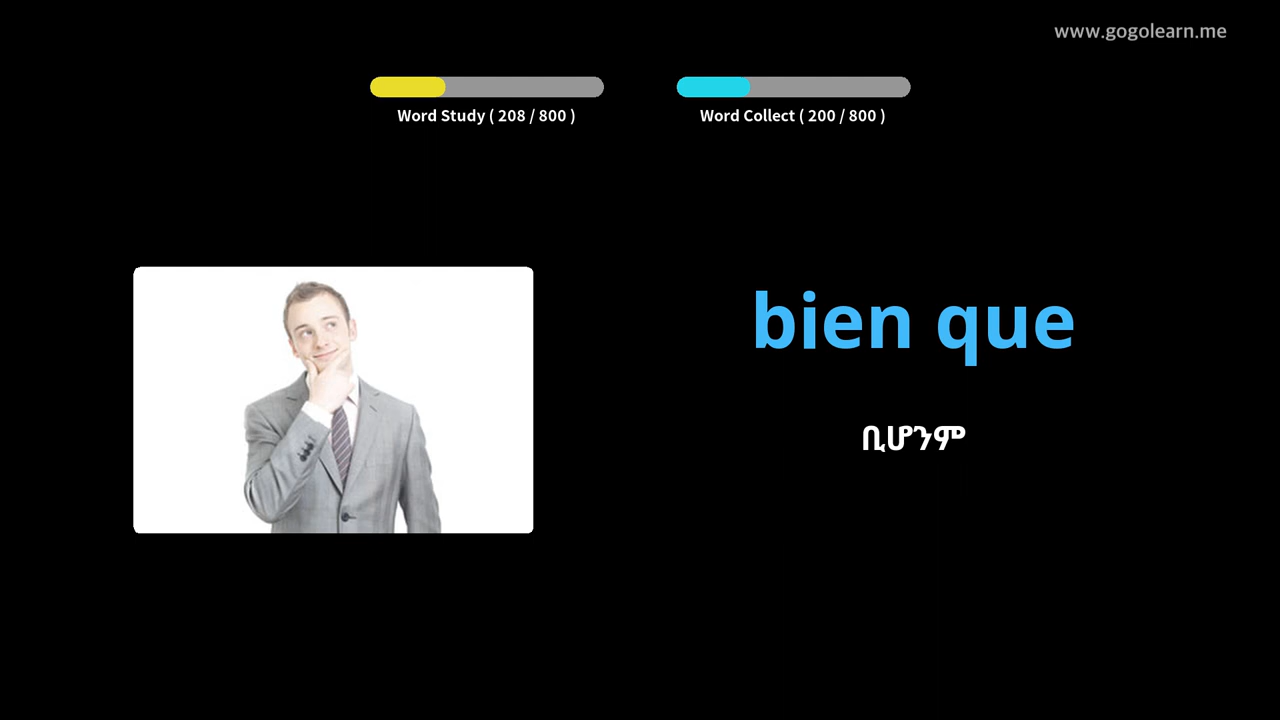 www.gogolearn.me
Word Study ( 208 / 800 )
Word Collect ( 200 / 800 )
bien que
ቢሆንም